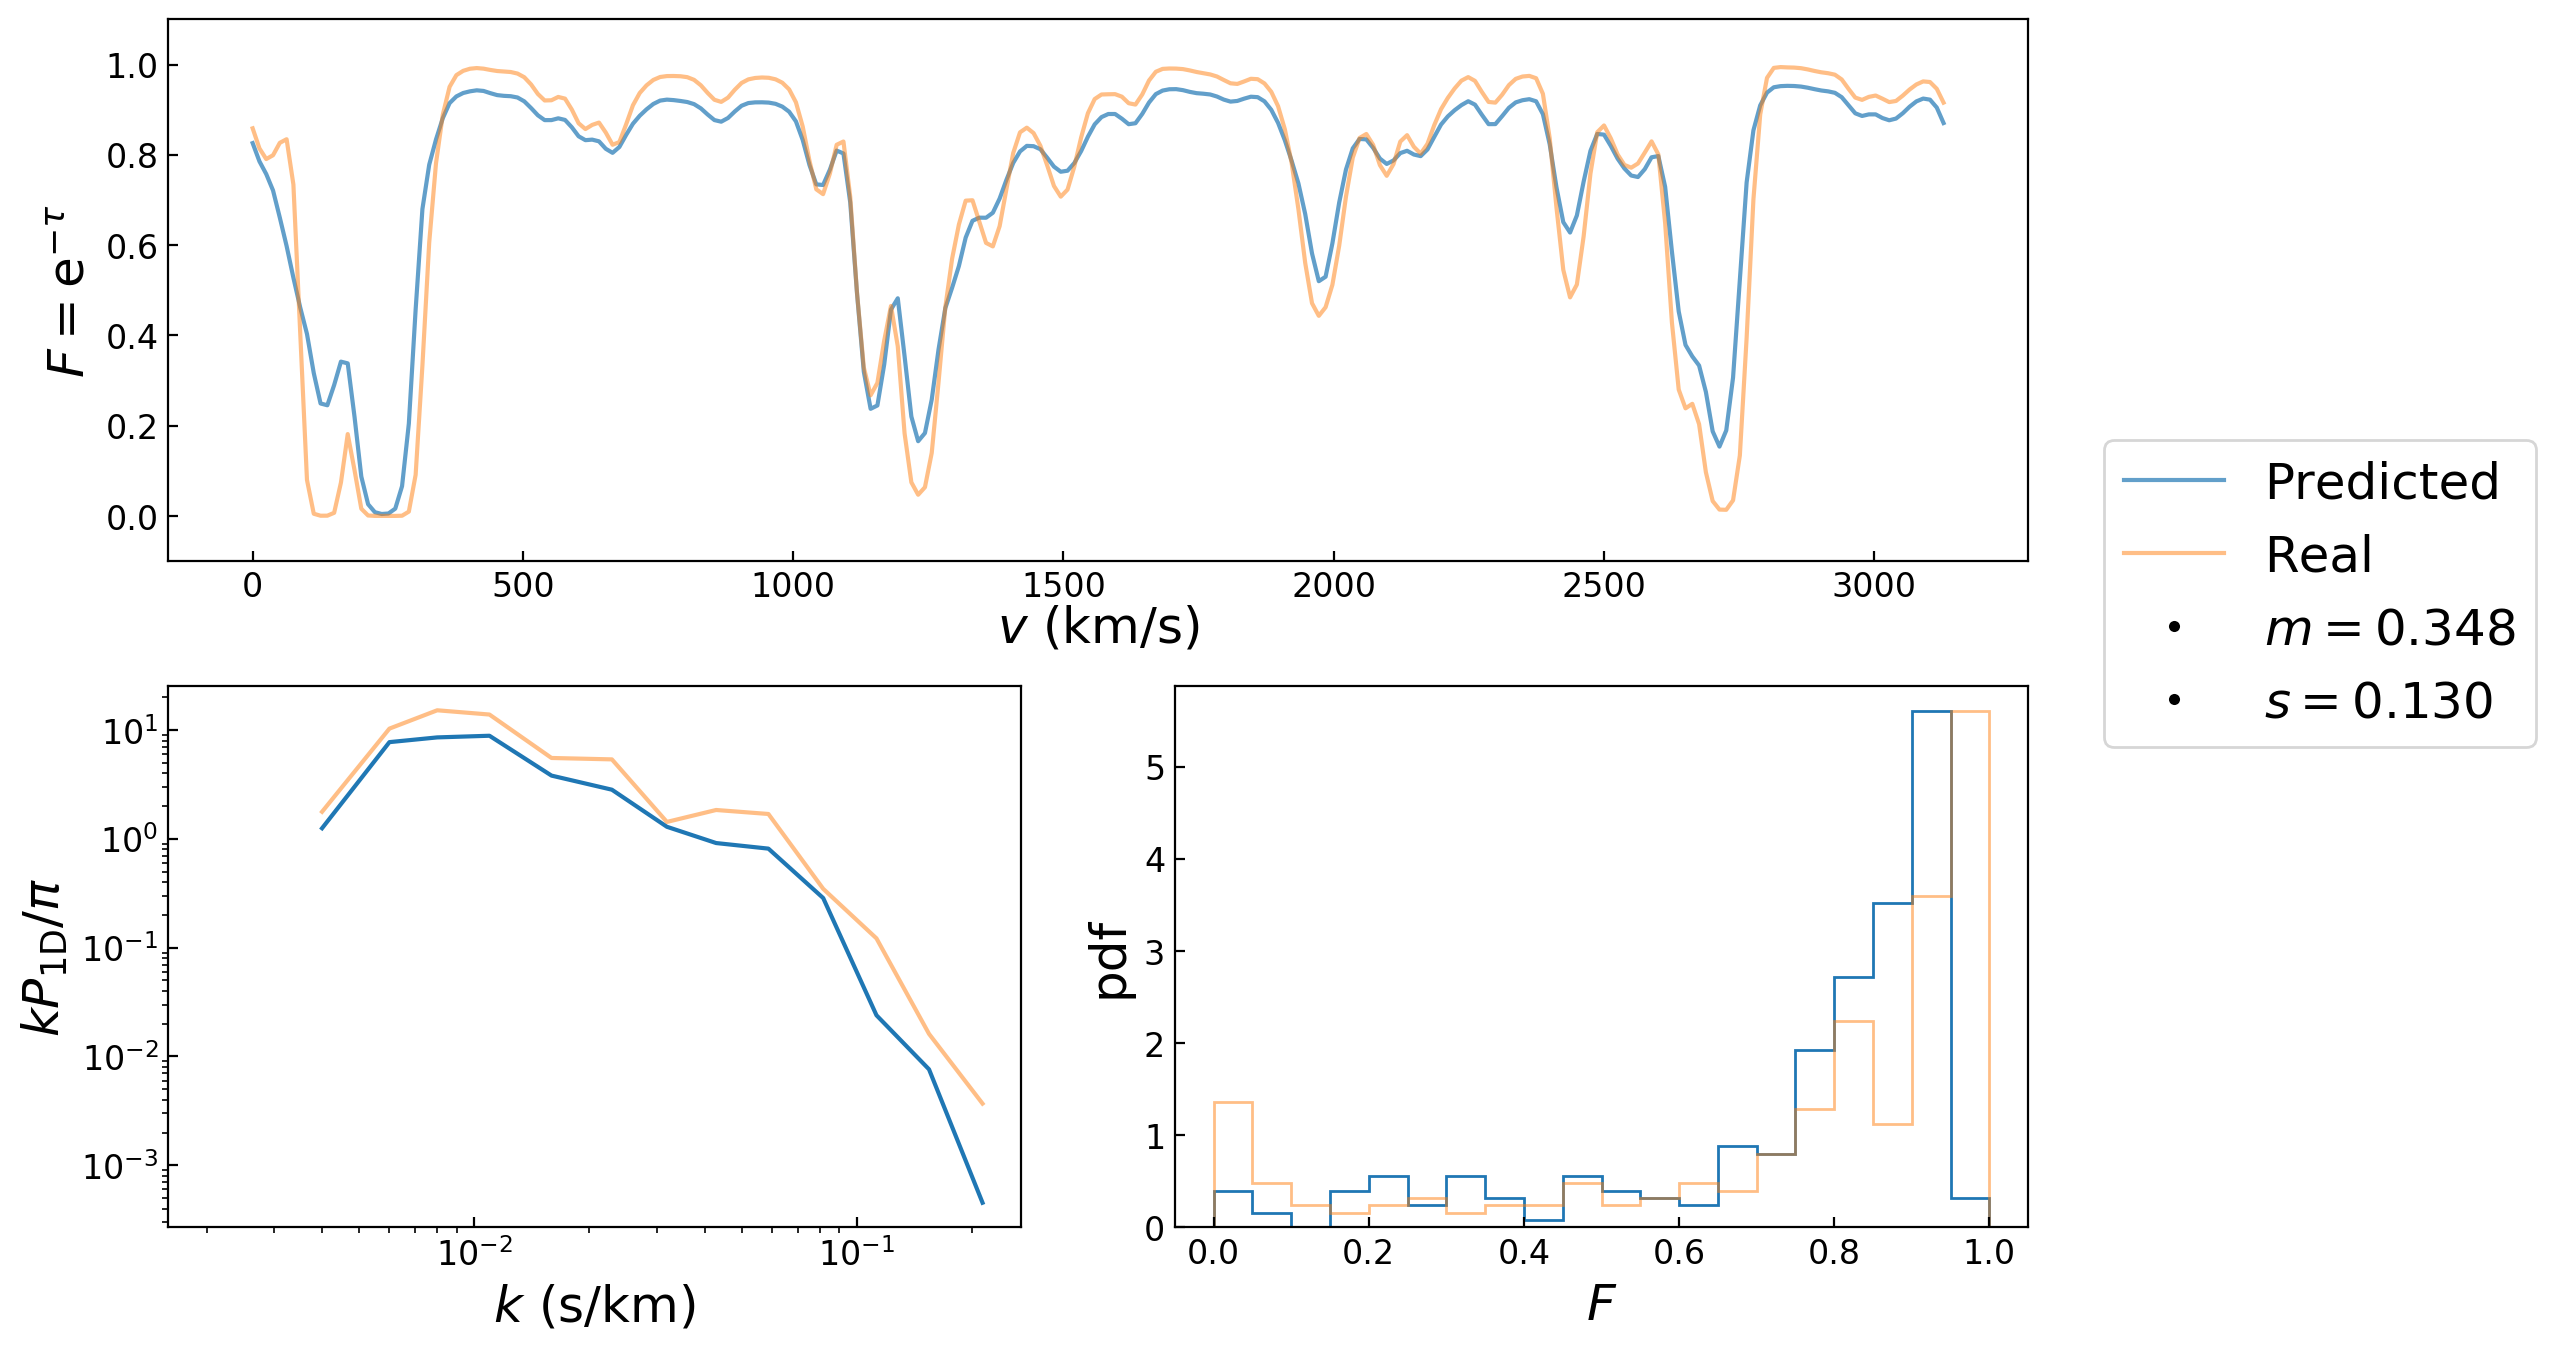 F = e^{−τ}
1.0
0.8
0.6
0.4
0.2
0.0
0 500 1000 1500 2000 2500 3000
v (km/s)
Predicted
Real
m = 0.348
s = 0.130
kP_{1D}/π
10^1
10^0
10^{−1}
10^{−2}
10^{−3}
10^{−2} 10^{−1}
k (s/km)
pdf
5
4
3
2
1
0
0.0 0.2 0.4 0.6 0.8 1.0
F